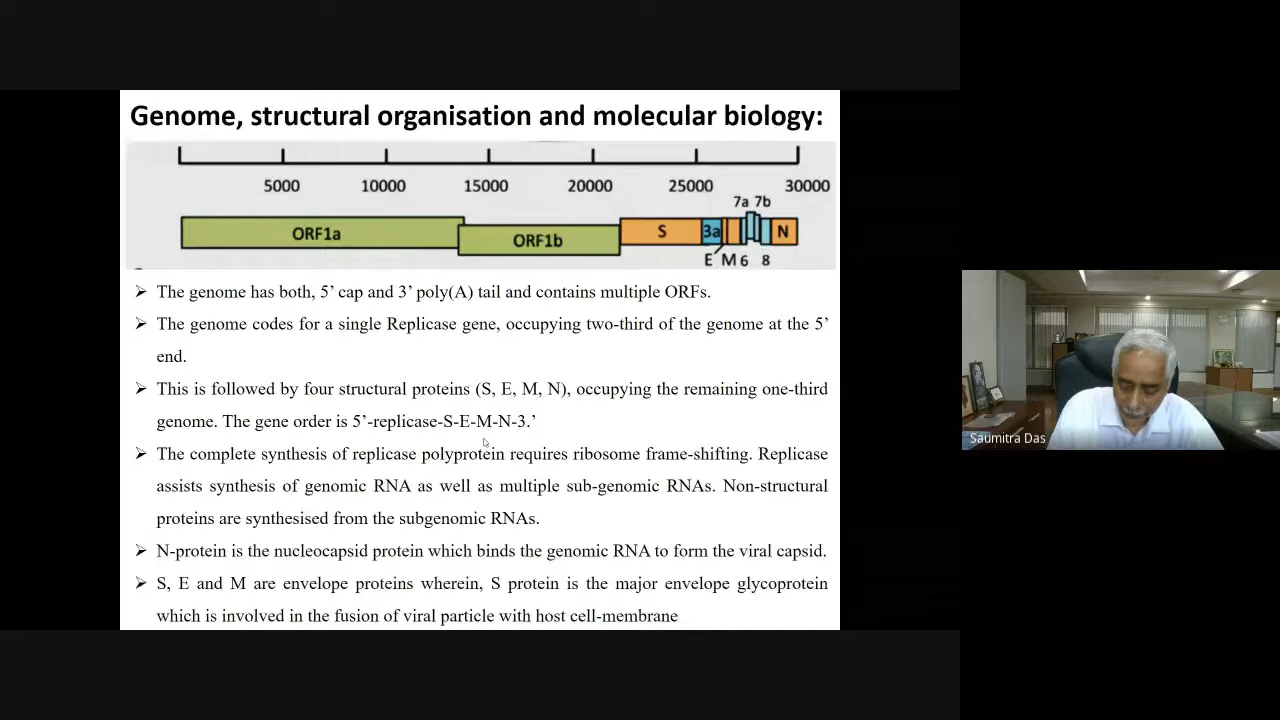 Genome, structural organisation and molecular biology:
5000 10000 15000 20000 25000 30000
7a 7b
ORF1a ORF1b S 3a N
E M 6 8
➢ The genome has both, 5’ cap and 3’ poly(A) tail and contains multiple ORFs.
➢ The genome codes for a single Replicase gene, occupying two-third of the genome at the 5’
end.
➢ This is followed by four structural proteins (S, E, M, N), occupying the remaining one-third
genome. The gene order is 5’-replicase-S-E-M-N-3.’
➢ The complete synthesis of replicase polyprotein requires ribosome frame-shifting. Replicase
assists synthesis of genomic RNA as well as multiple sub-genomic RNAs. Non-structural
proteins are synthesised from the subgenomic RNAs.
➢ N-protein is the nucleocapsid protein which binds the genomic RNA to form the viral capsid.
➢ S, E and M are envelope proteins wherein, S protein is the major envelope glycoprotein
which is involved in the fusion of viral particle with host cell-membrane
Saumitra Das